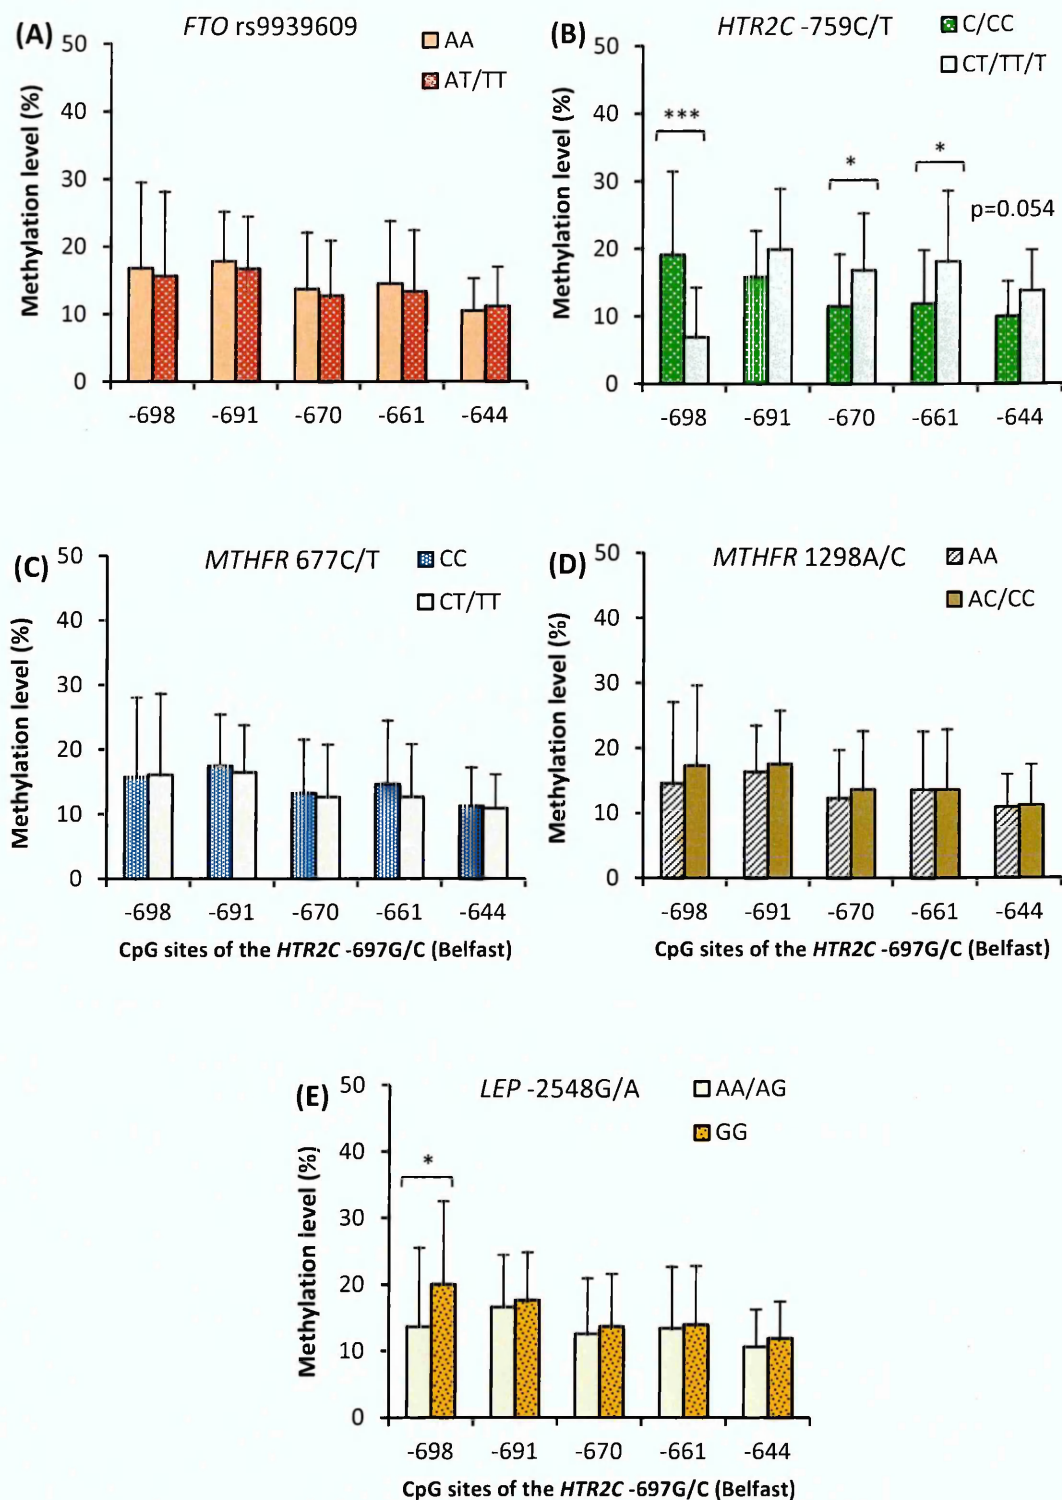 (A)
FTO rs9939609
AA
AT/TT
Methylation level (%)
50
40
30
20
10
0
-698 -691 -670 -661 -644
(B)
HTR2C -759C/T
C/CC
CT/TT/T
Methylation level (%)
50
40
30
20
10
0
***
*
*
p=0.054
-698 -691 -670 -661 -644
(C)
MTHFR 677C/T
CC
CT/TT
Methylation level (%)
50
40
30
20
10
0
-698 -691 -670 -661 -644
CpG sites of the HTR2C -697G/C (Belfast)
(D)
MTHFR 1298A/C
AA
AC/CC
Methylation level (%)
50
40
30
20
10
0
-698 -691 -670 -661 -644
CpG sites of the HTR2C -697G/C (Belfast)
(E)
LEP -2548G/A
AA/AG
GG
Methylation level (%)
50
40
30
20
10
0
*
-698 -691 -670 -661 -644
CpG sites of the HTR2C -697G/C (Belfast)